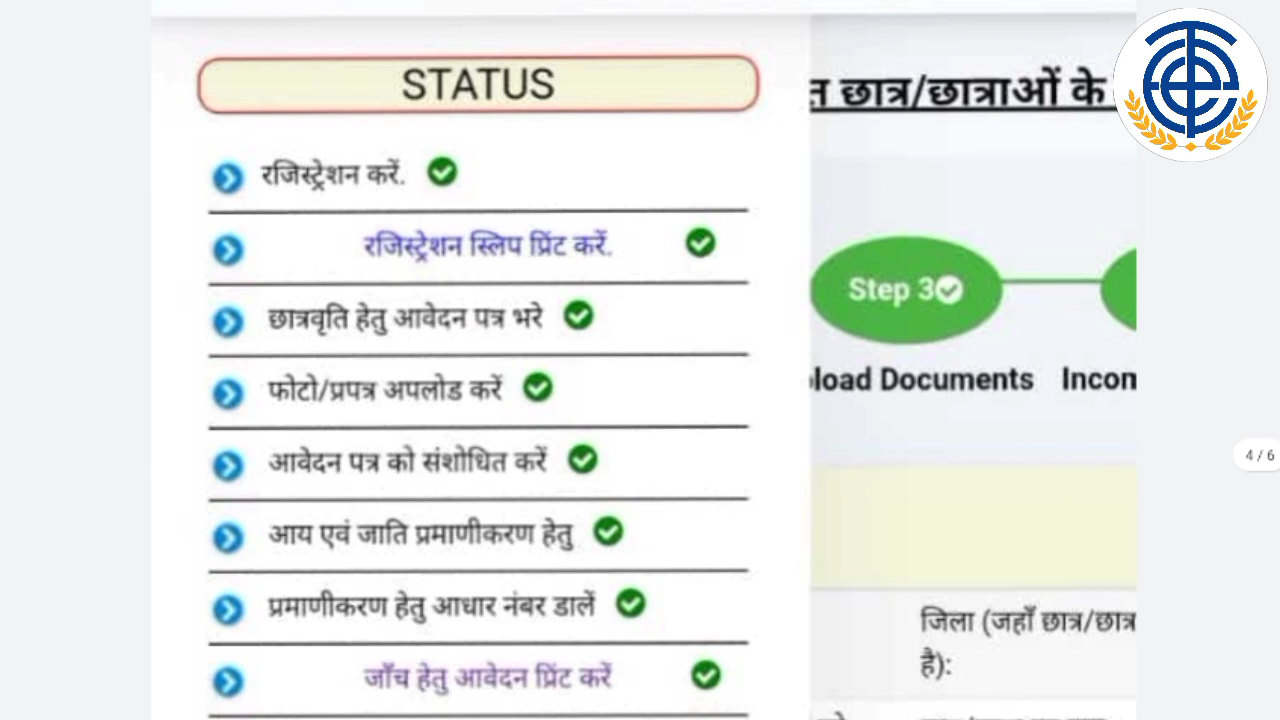 STATUS
रजिस्ट्रेशन करें.
रजिस्ट्रेशन स्लिप प्रिंट करें.
छात्रवृति हेतु आवेदन पत्र भरे
फोटो/प्रपत्र अपलोड करें
आवेदन पत्र को संशोधित करें
आय एवं जाति प्रमाणीकरण हेतु
प्रमाणीकरण हेतु आधार नंबर डालें
जाँच हेतु आवेदन प्रिंट करें
छात्र/छात्राओं के
Step 3
load Documents Incom
जिला (जहाँ छात्र/छात्र
है):
4 / 6